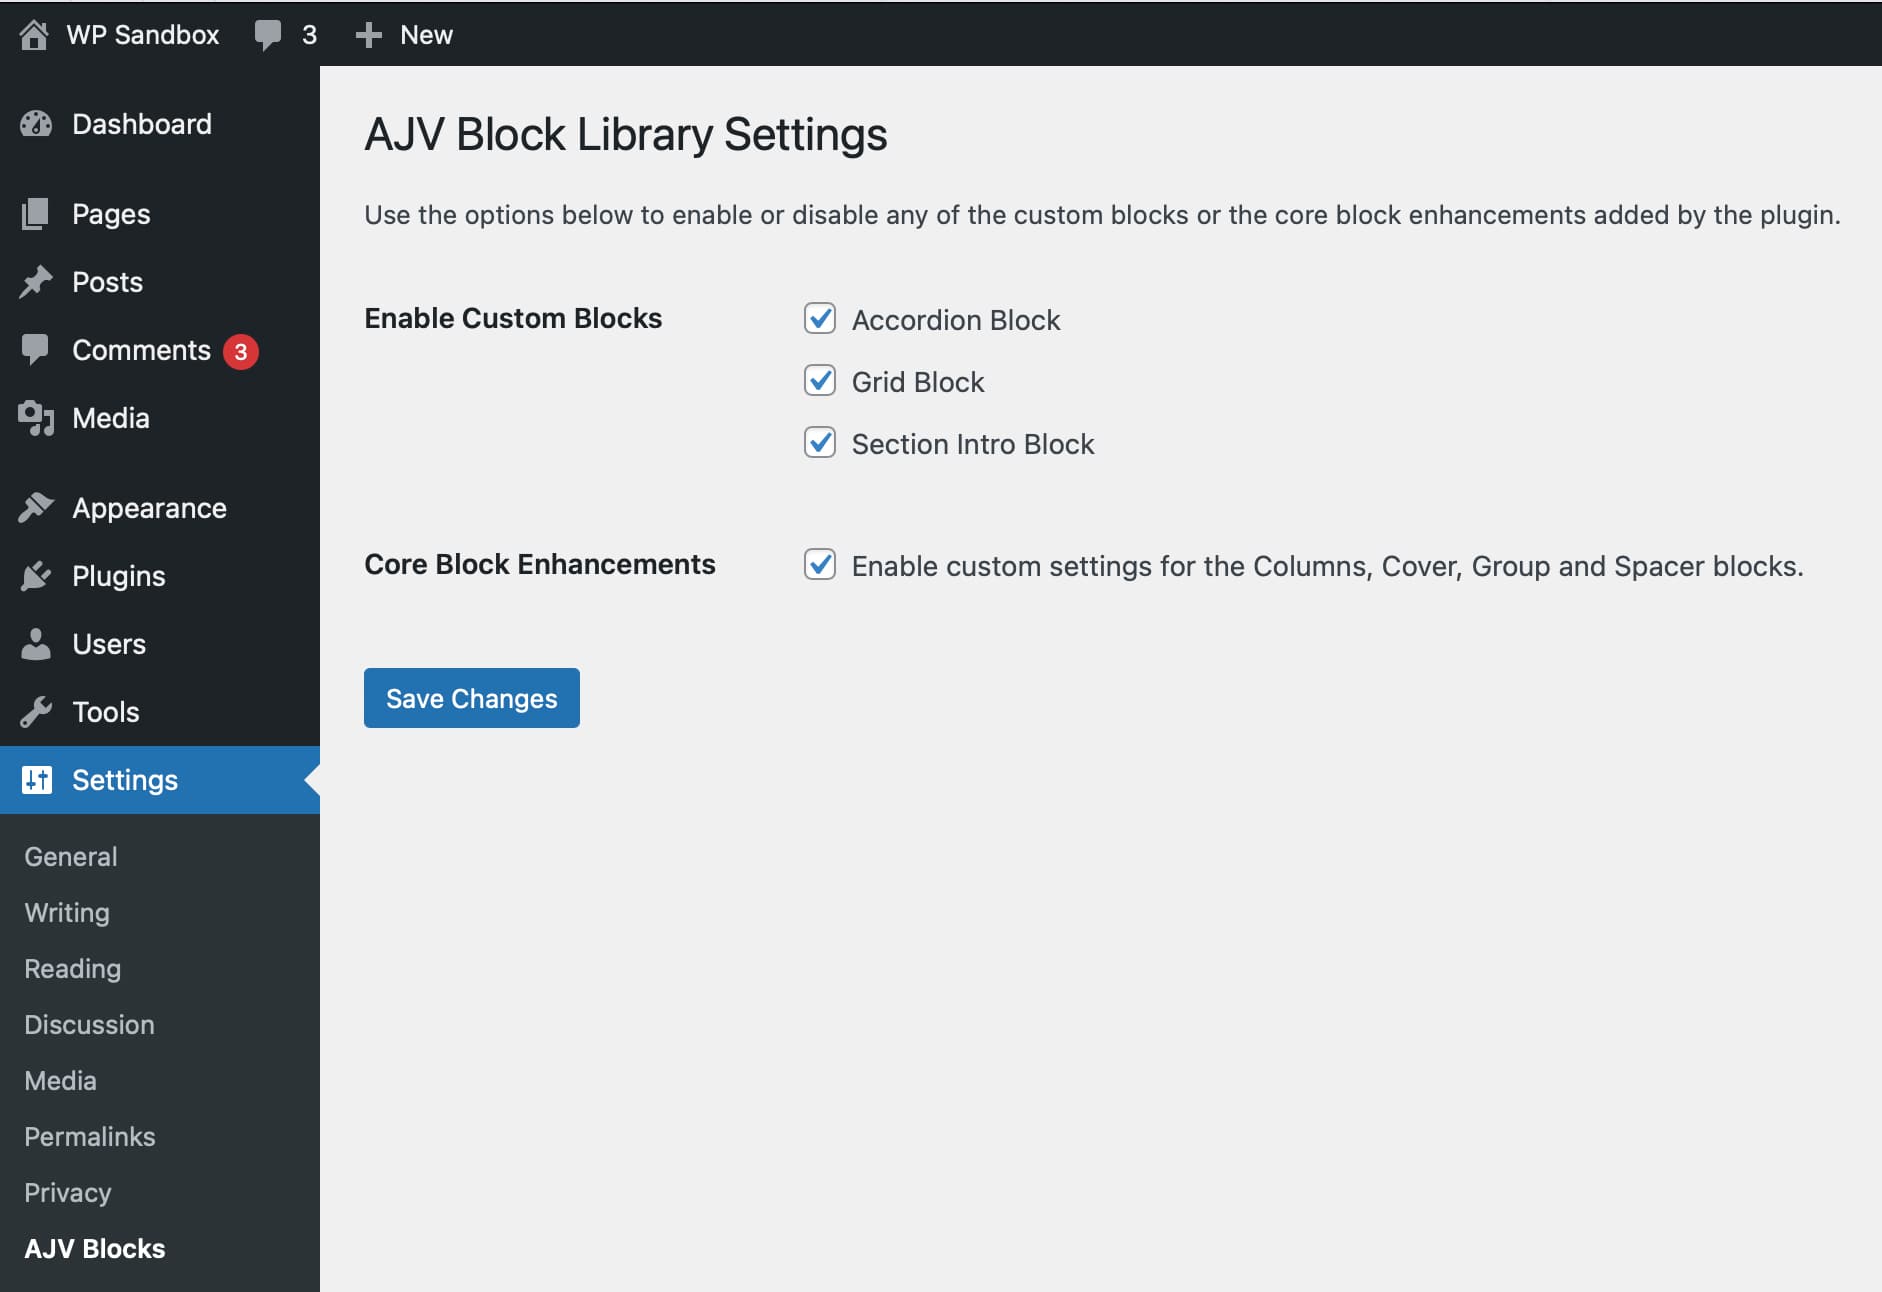 WP Sandbox 3 New
Dashboard
Pages
Posts
Comments 3
Media
Appearance
Plugins
Users
Tools
Settings
General
Writing
Reading
Discussion
Media
Permalinks
Privacy
AJV Blocks
AJV Block Library Settings
Use the options below to enable or disable any of the custom blocks or the core block enhancements added by the plugin.
Enable Custom Blocks
Accordion Block
Grid Block
Section Intro Block
Core Block Enhancements
Enable custom settings for the Columns, Cover, Group and Spacer blocks.
Save Changes